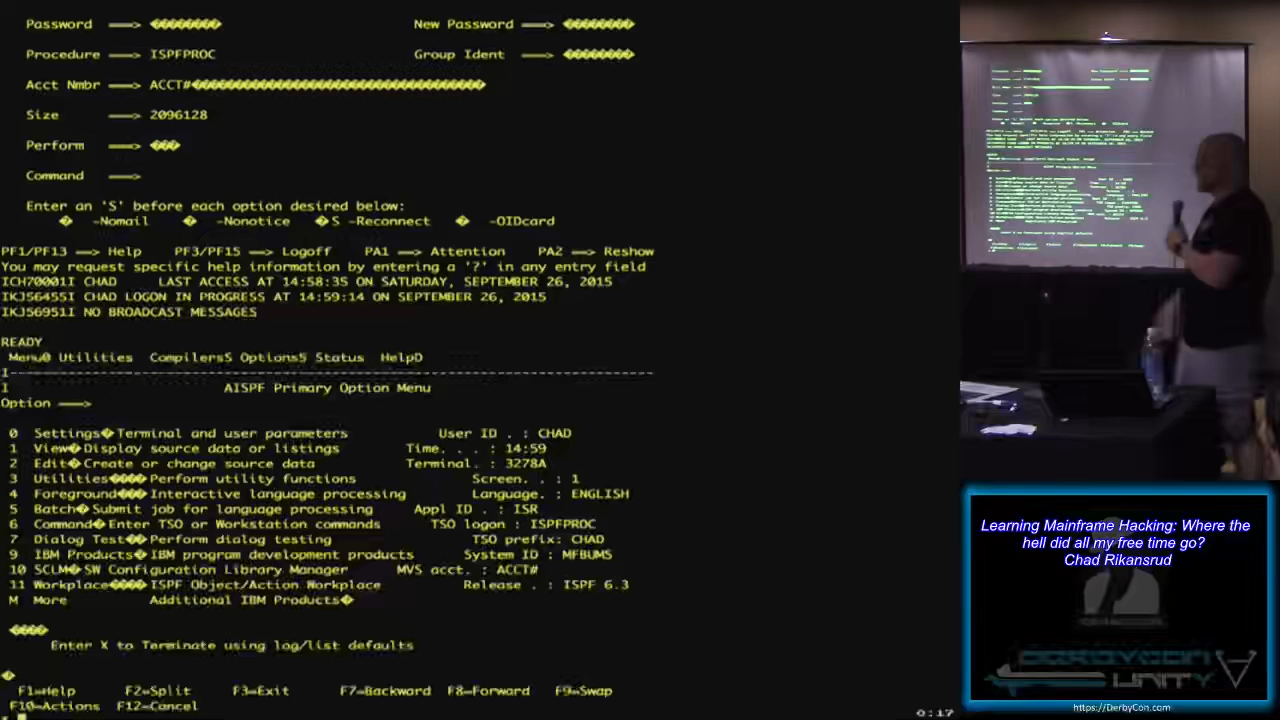 Password ===> ��������� New Password ===> ���������
Procedure ===> ISPFPROC Group Ident ===> ���������
Acct Nmbr ===> ACCT#������������������������������������
Size ===> 2096128
Perform ===> ���
Command ===>
Enter an 'S' before each option desired below:
� -Nomail � -Nonotice �S -Reconnect � -OIDcard
PF1/PF13 ==> Help PF3/PF15 ==> Logoff PA1 ==> Attention PA2 ==> Reshow
You may request specific help information by entering a '?' in any entry field
ICH70001I CHAD LAST ACCESS AT 14:58:35 ON SATURDAY, SEPTEMBER 26, 2015
IKJ56455I CHAD LOGON IN PROGRESS AT 14:59:14 ON SEPTEMBER 26, 2015
IKJ56951I NO BROADCAST MESSAGES
READY
Menu@ Utilities CompilersS Options5 Status HelpD
I------------------------------------------------------------------------------
I AISPF Primary Option Menu
Option ===>
0 Settings�Terminal and user parameters User ID . : CHAD
1 View�Display source data or listings Time. . . : 14:59
2 Edit�Create or change source data Terminal. : 3278A
3 Utilities����Perform utility functions Screen. . : 1
4 Foreground���Interactive language processing Language. : ENGLISH
5 Batch�Submit job for language processing Appl ID . : ISR
6 Command�Enter TSO or Workstation commands TSO logon : ISPFPROC
7 Dialog Test��Perform dialog testing TSO prefix: CHAD
9 IBM Products�IBM program development products System ID : MFBUMS
10 SCLM�SW Configuration Library Manager MVS acct. : ACCT#
11 Workplace����ISPF Object/Action Workplace Release . : ISPF 6.3
M More Additional IBM Products�
����
Enter X to Terminate using log/list defaults
�
F1=Help F2=Split F3=Exit F7=Backward F8=Forward F9=Swap
F10=Actions F12=Cancel
0:17
Learning Mainframe Hacking: Where the
hell did all my free time go?
Chad Rikansrud
DERBYCON
UNITY
https://DerbyCon.com